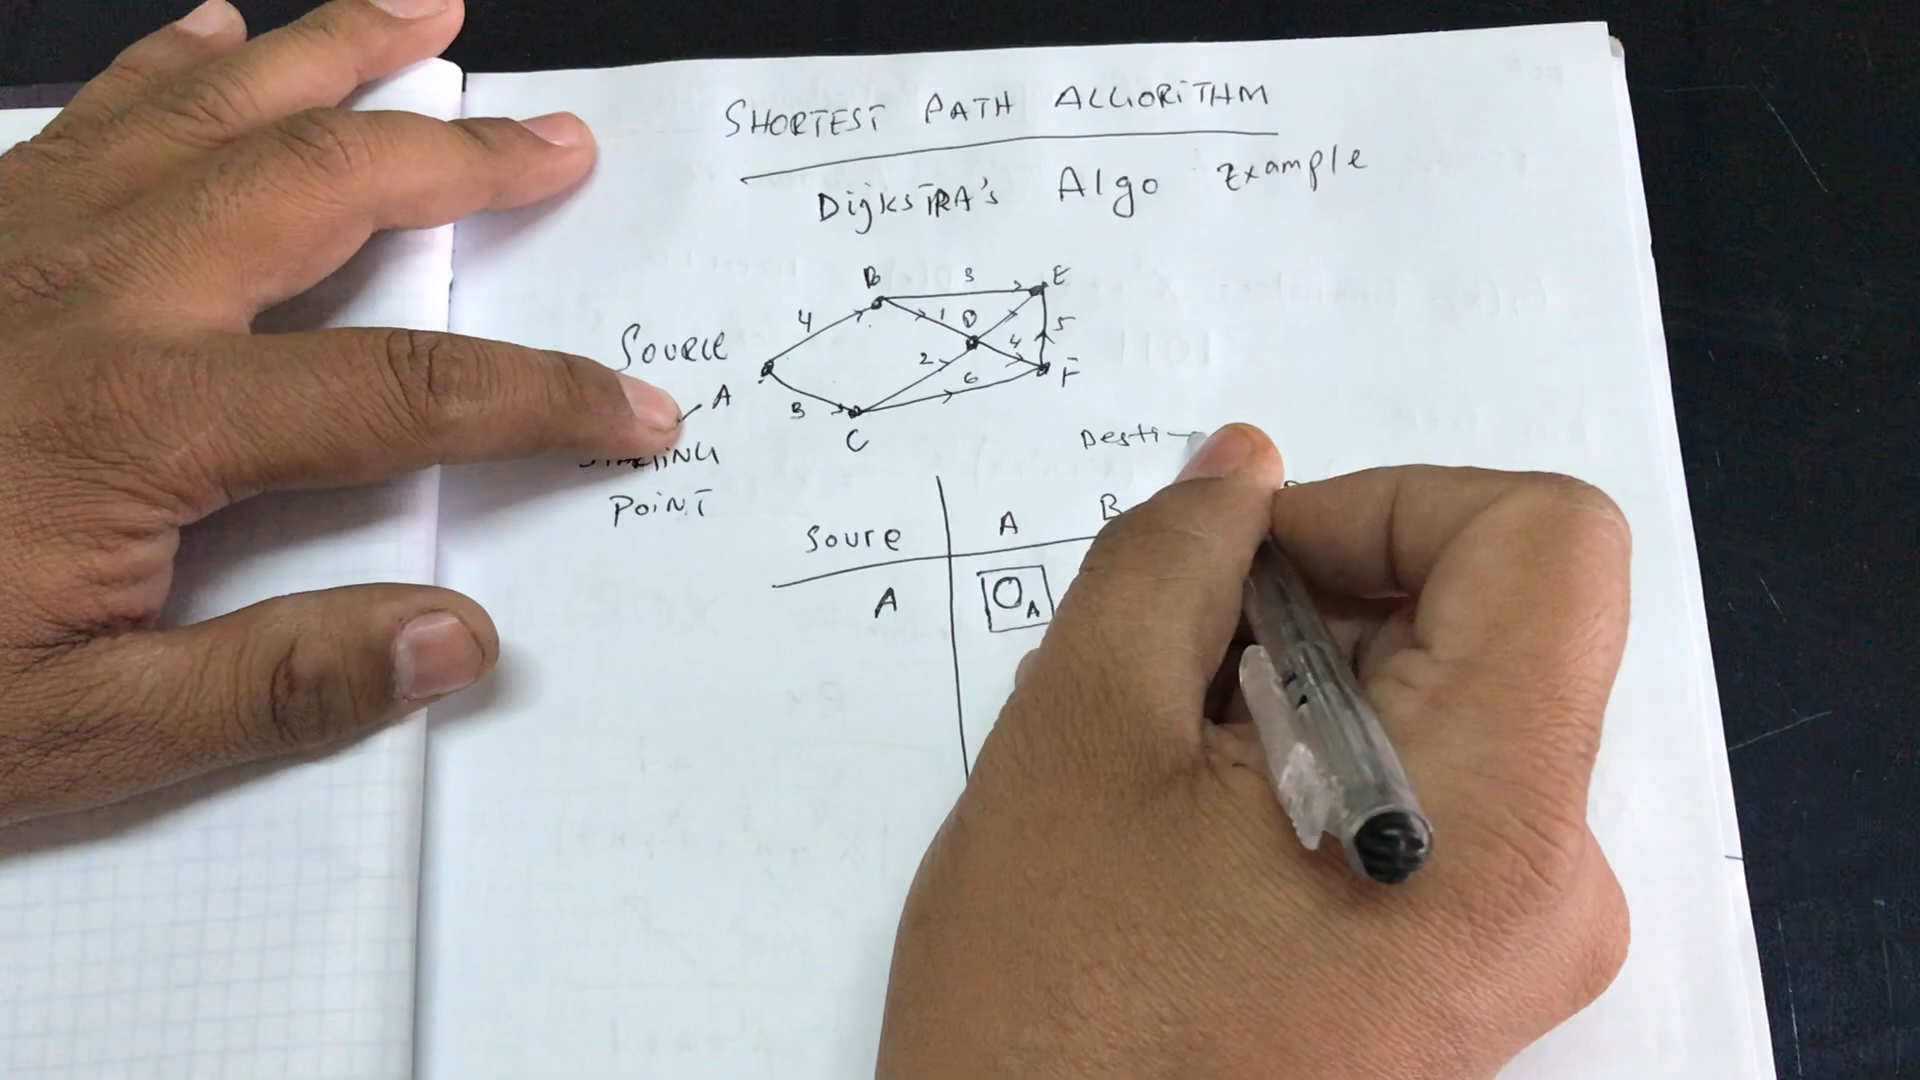 SHORTEST PATH ALGORITHM
DijKSTRA's Algo Example
B 3 E
4 1 D
Source 2 4 5
A 3 6 F
C
POINT
Desti
Soure A B
A 0A